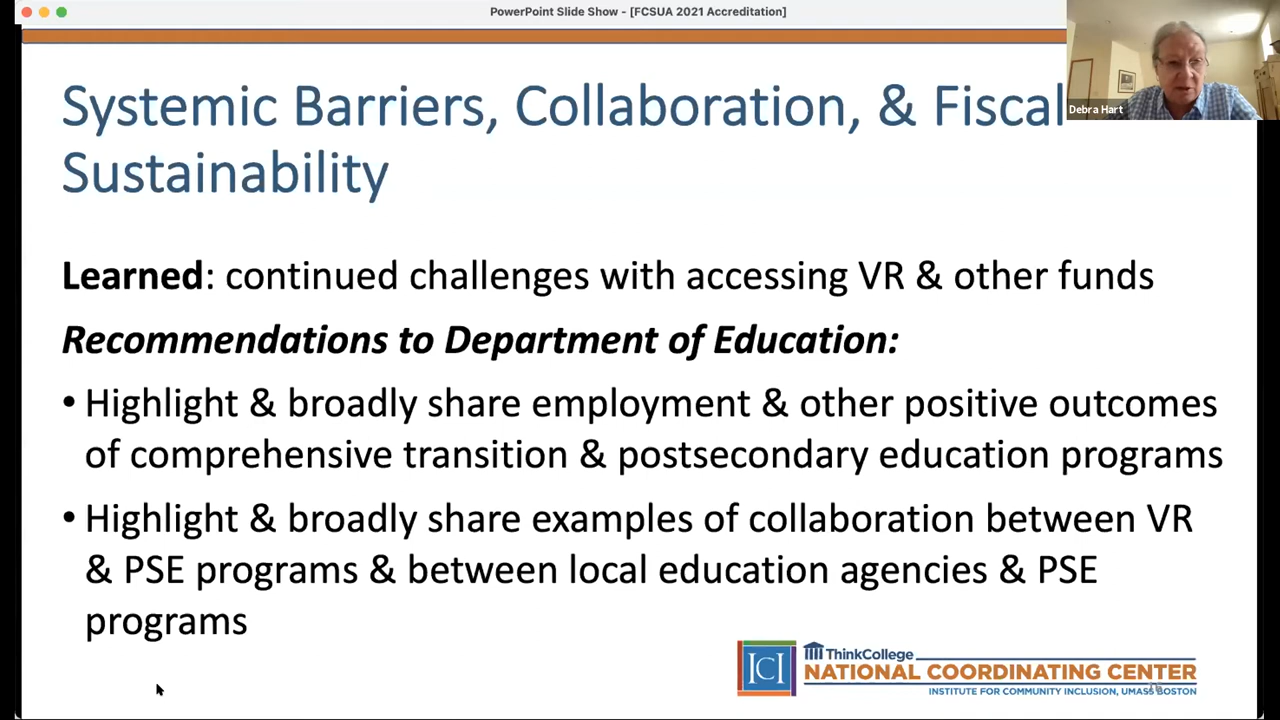 PowerPoint Slide Show - [FCSUA 2021 Accreditation]
Debra Hart
Systemic Barriers, Collaboration, & Fiscal
Sustainability
Learned: continued challenges with accessing VR & other funds
Recommendations to Department of Education:
• Highlight & broadly share employment & other positive outcomes
of comprehensive transition & postsecondary education programs
• Highlight & broadly share examples of collaboration between VR
& PSE programs & between local education agencies & PSE
programs
ICI
ThinkCollege
NATIONAL COORDINATING CENTER
INSTITUTE FOR COMMUNITY INCLUSION, UMASS BOSTON